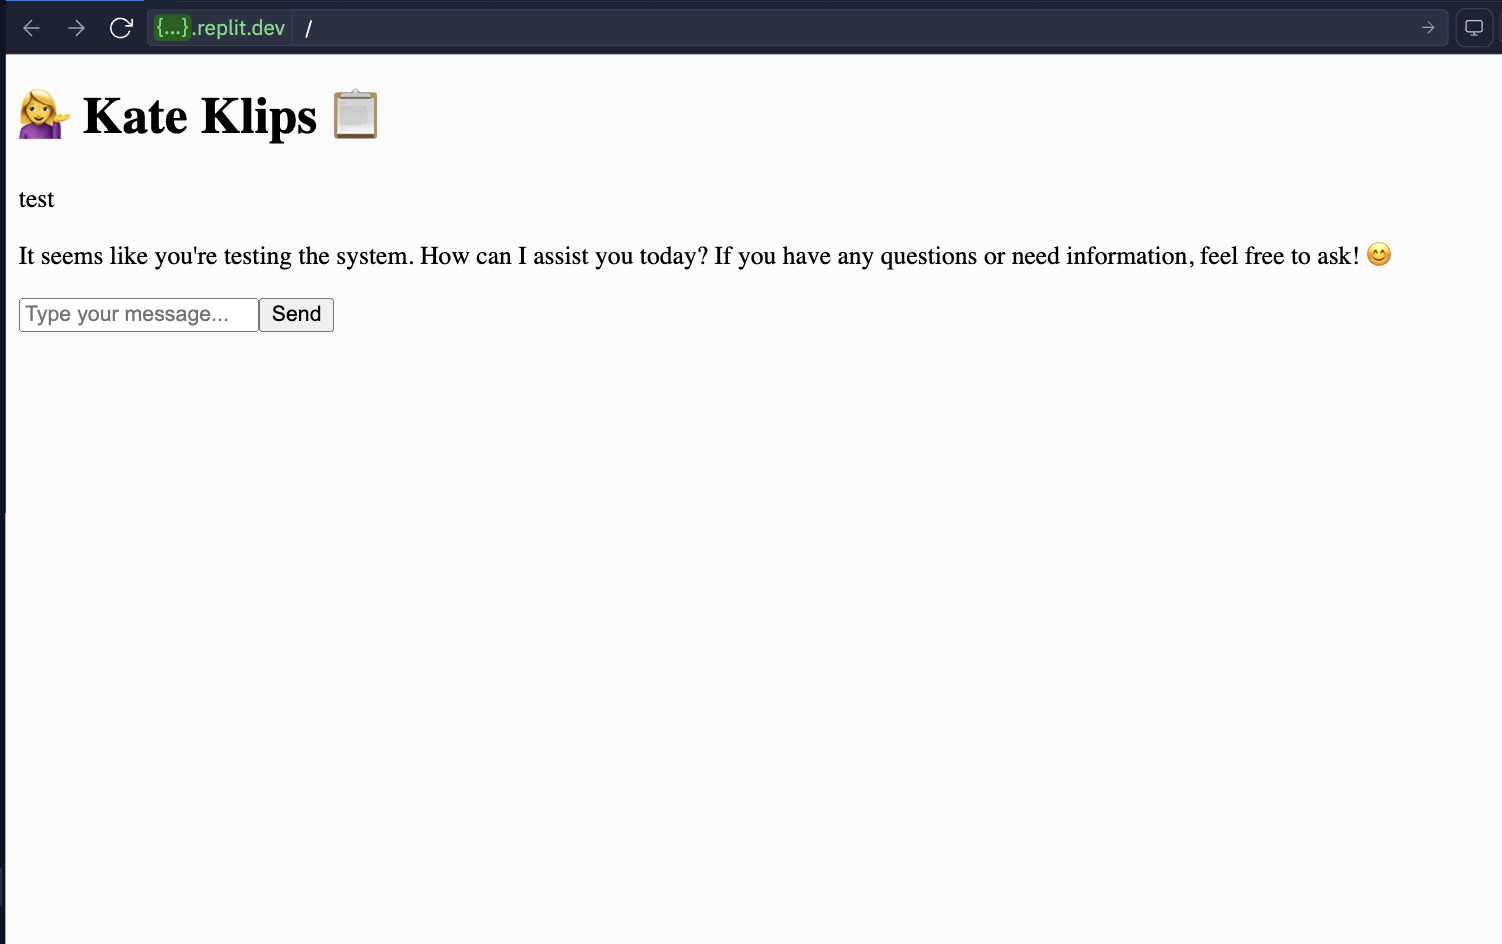 {...}.replit.dev /
💁‍♀️ Kate Klips 📋
test
It seems like you're testing the system. How can I assist you today? If you have any questions or need information, feel free to ask! 😊
Type your message... Send